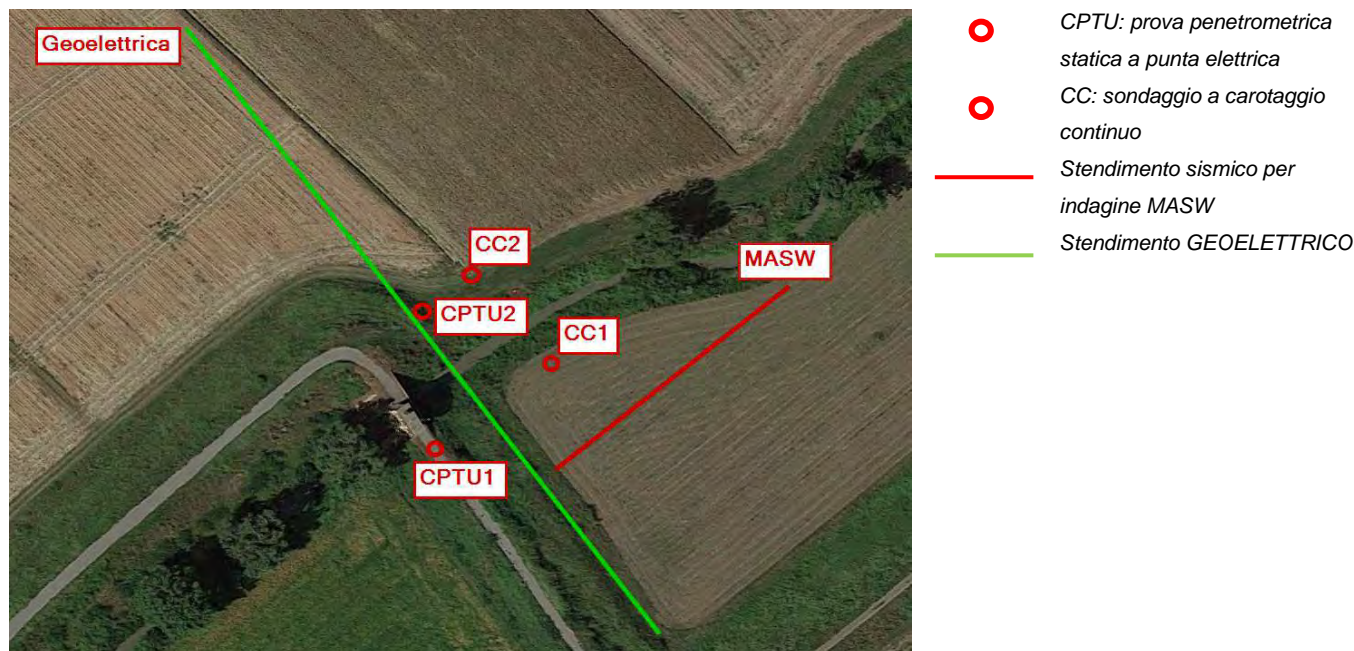 Geoelettrica
CC2
MASW
CPTU2
CC1
CPTU1
CPTU: prova penetrometrica
statica a punta elettrica
CC: sondaggio a carotaggio
continuo
Stendimento sismico per
indagine MASW
Stendimento GEOELETTRICO